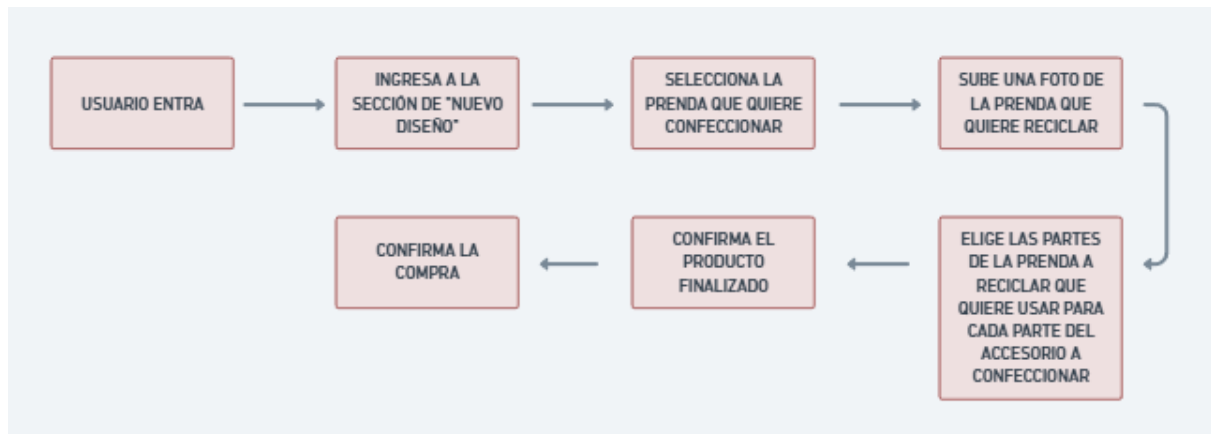 USUARIO ENTRA
INGRESA A LA
SECCIÓN DE "NUEVO
DISEÑO"
SELECCIONA LA
PRENDA QUE QUIERE
CONFECCIONAR
SUBE UNA FOTO DE
LA PRENDA QUE
QUIERE RECICLAR
ELIGE LAS PARTES
DE LA PRENDA A
RECICLAR QUE
QUIERE USAR PARA
CADA PARTE DEL
ACCESORIO A
CONFECCIONAR
CONFIRMA EL
PRODUCTO
FINALIZADO
CONFIRMA LA
COMPRA